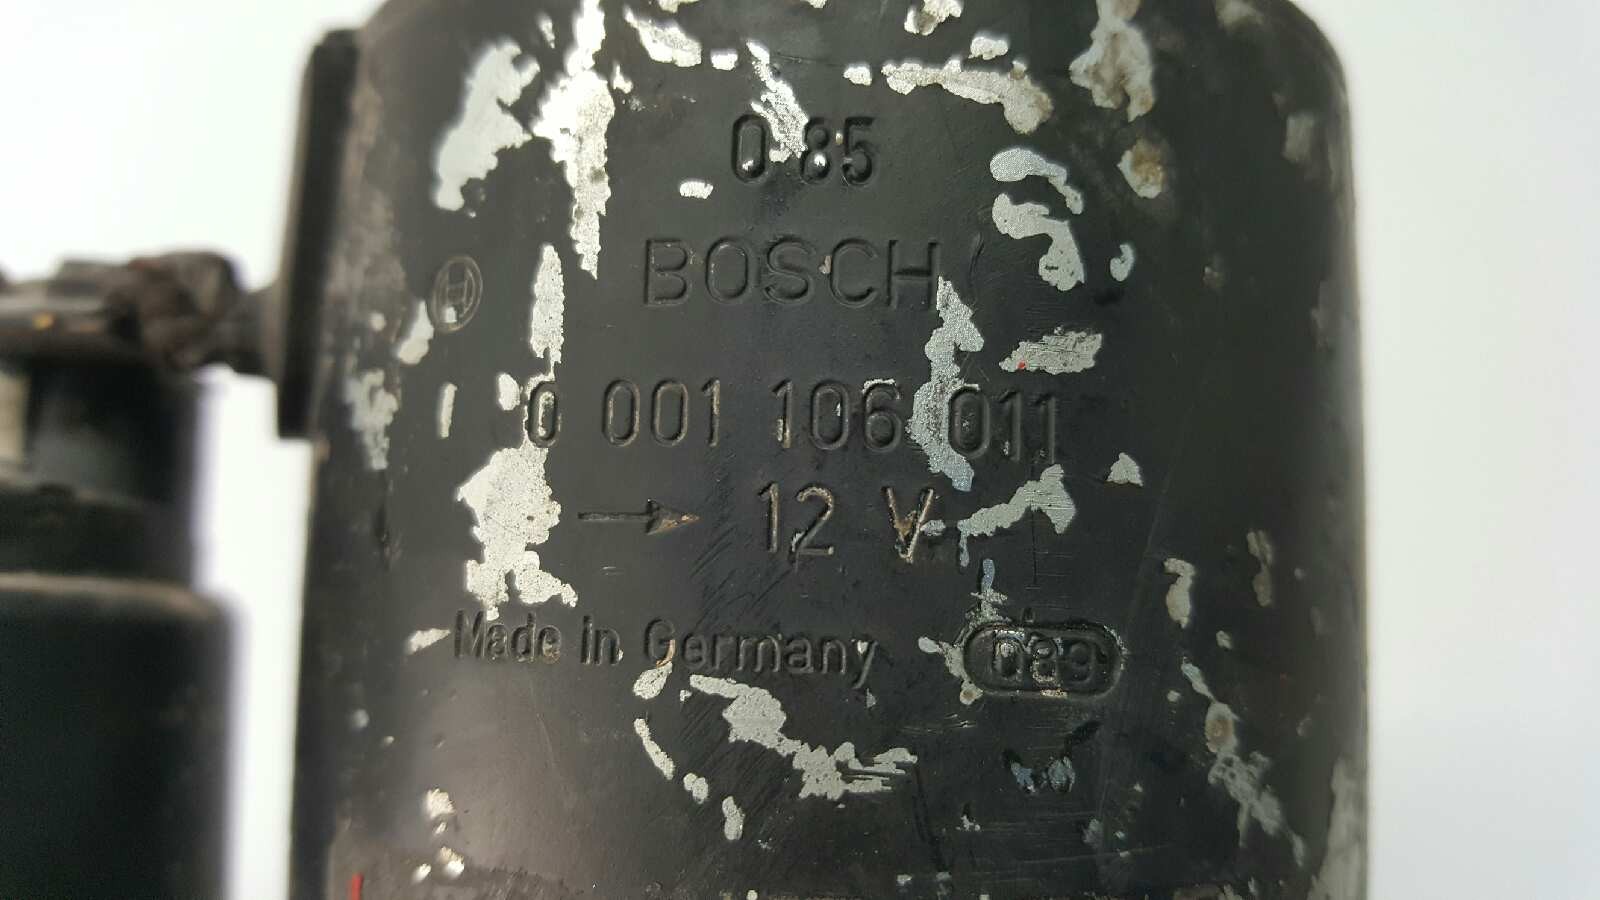 0 85
BOSCH
0 001 106 011
12 V
Made in Germany 089